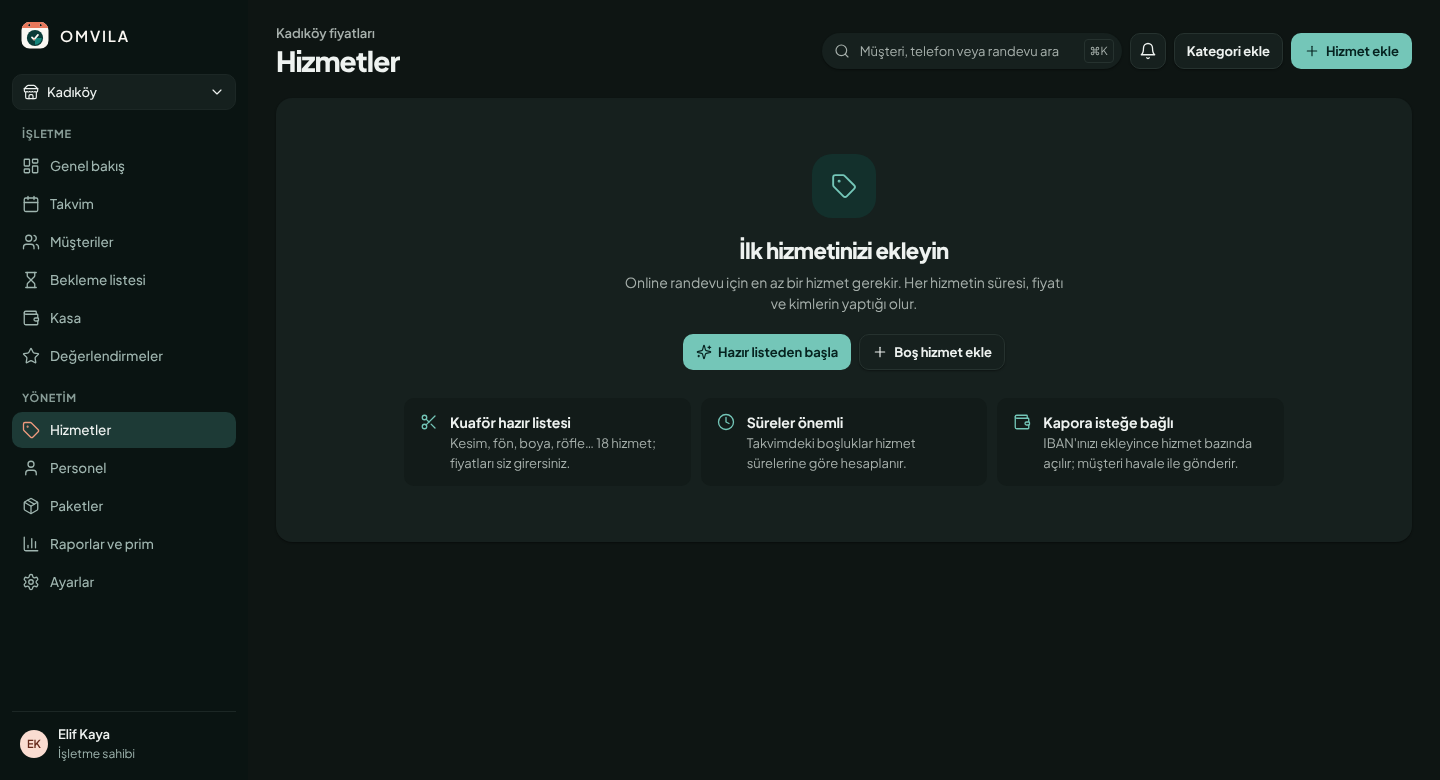 OMVILA
Kadıköy
İŞLETME
Genel bakış
Takvim
Müşteriler
Bekleme listesi
Kasa
Değerlendirmeler
YÖNETİM
Hizmetler
Personel
Paketler
Raporlar ve prim
Ayarlar
EK
Elif Kaya
İşletme sahibi
Kadıköy fiyatları
Hizmetler
Müşteri, telefon veya randevu ara
⌘K
Kategori ekle
Hizmet ekle
İlk hizmetinizi ekleyin
Online randevu için en az bir hizmet gerekir. Her hizmetin süresi, fiyatı
ve kimlerin yaptığı olur.
Hazır listeden başla
Boş hizmet ekle
Kuaför hazır listesi
Kesim, fön, boya, röfle… 18 hizmet;
fiyatları siz girersiniz.
Süreler önemli
Takvimdeki boşluklar hizmet
sürelerine göre hesaplanır.
Kapora isteğe bağlı
IBAN'ınızı ekleyince hizmet bazında
açılır; müşteri havale ile gönderir.